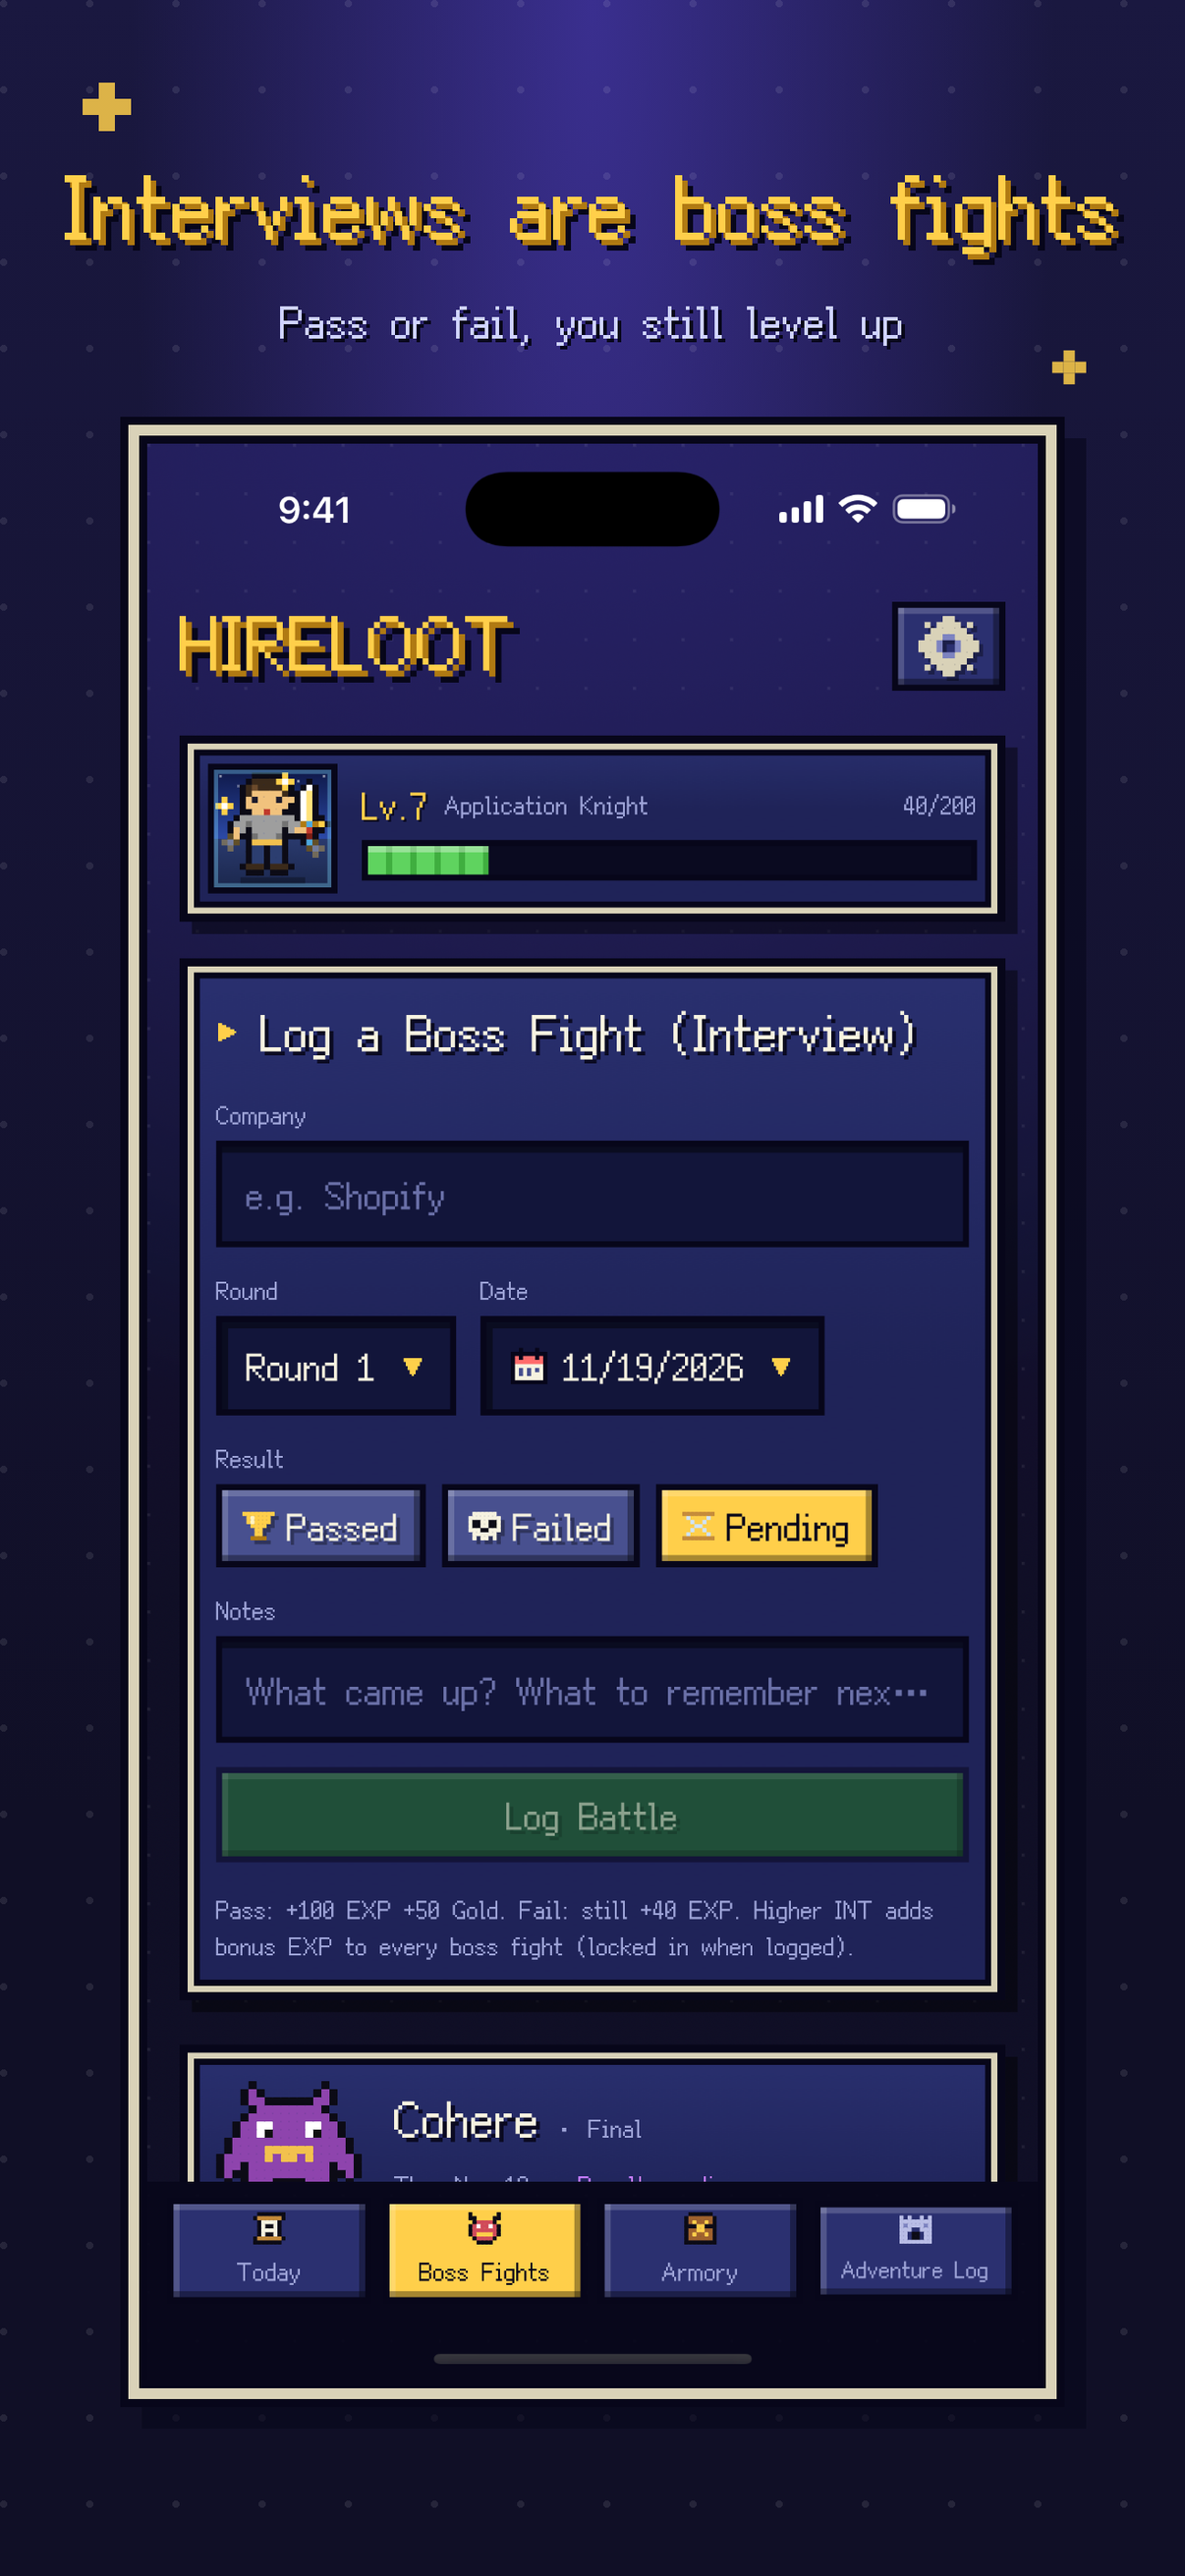 Interviews are boss fights
Pass or fail, you still level up
9:41
HIRELOOT
Lv.7 Application Knight 40/200
Log a Boss Fight (Interview)
Company
e.g. Shopify
Round Date
Round 1 11/19/2026
Result
Passed Failed Pending
Notes
What came up? What to remember nex…
Log Battle
Pass: +100 EXP +50 Gold. Fail: still +40 EXP. Higher INT adds
bonus EXP to every boss fight (locked in when logged).
Cohere · Final
Today Boss Fights Armory Adventure Log